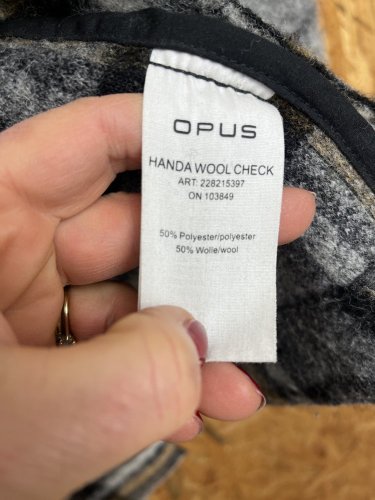 OPUS
HANDA WOOL CHECK
ART: 228215397
ON 103849
50% Polyester/polyester
50% Wolle/wool